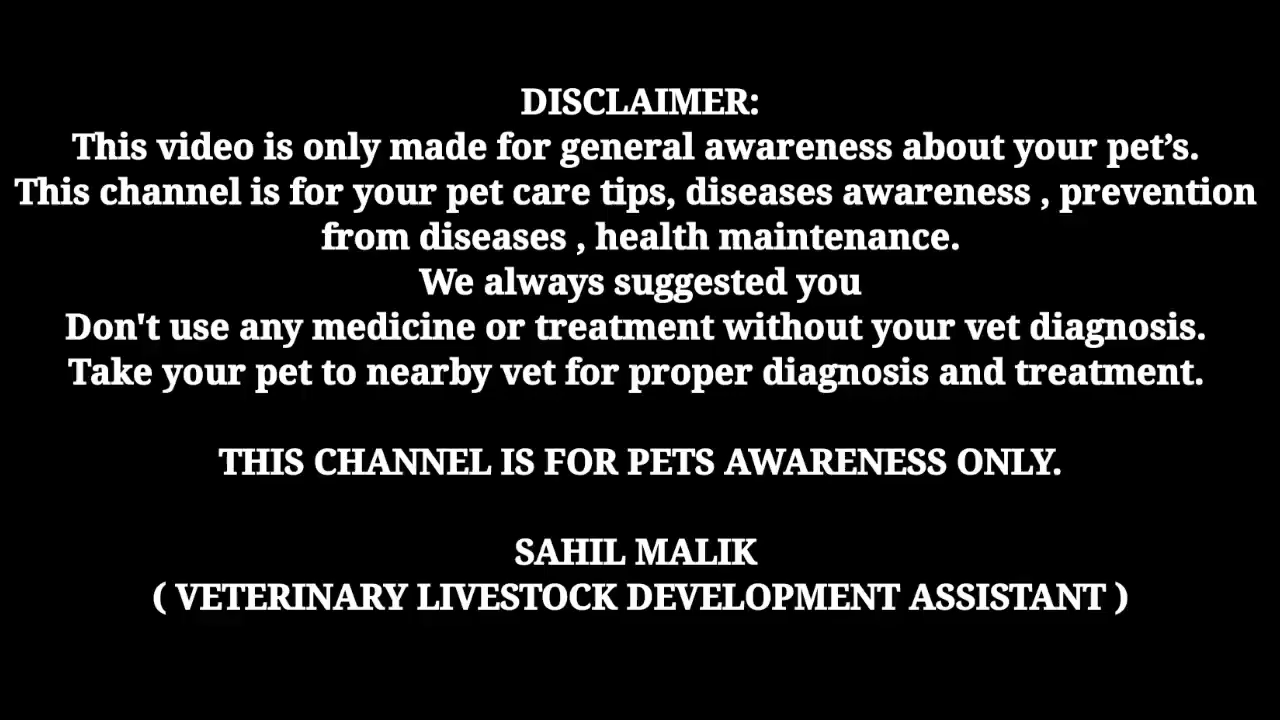 DISCLAIMER:
This video is only made for general awareness about your pet’s.
This channel is for your pet care tips, diseases awareness , prevention
from diseases , health maintenance.
We always suggested you
Don't use any medicine or treatment without your vet diagnosis.
Take your pet to nearby vet for proper diagnosis and treatment.
THIS CHANNEL IS FOR PETS AWARENESS ONLY.
SAHIL MALIK
( VETERINARY LIVESTOCK DEVELOPMENT ASSISTANT )